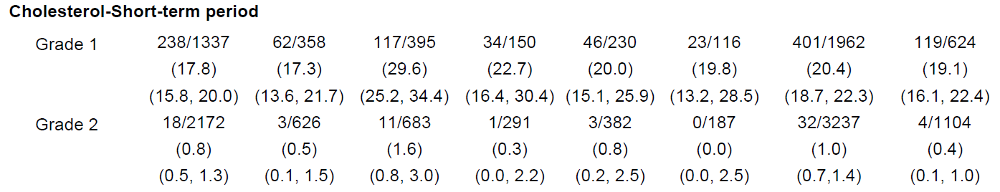 Cholesterol-Short-term period
Grade 1 238/1337 62/358 117/395 34/150 46/230 23/116 401/1962 119/624
(17.8) (17.3) (29.6) (22.7) (20.0) (19.8) (20.4) (19.1)
(15.8, 20.0) (13.6, 21.7) (25.2, 34.4) (16.4, 30.4) (15.1, 25.9) (13.2, 28.5) (18.7, 22.3) (16.1, 22.4)
Grade 2 18/2172 3/626 11/683 1/291 3/382 0/187 32/3237 4/1104
(0.8) (0.5) (1.6) (0.3) (0.8) (0.0) (1.0) (0.4)
(0.5, 1.3) (0.1, 1.5) (0.8, 3.0) (0.0, 2.2) (0.2, 2.5) (0.0, 2.5) (0.7,1.4) (0.1, 1.0)